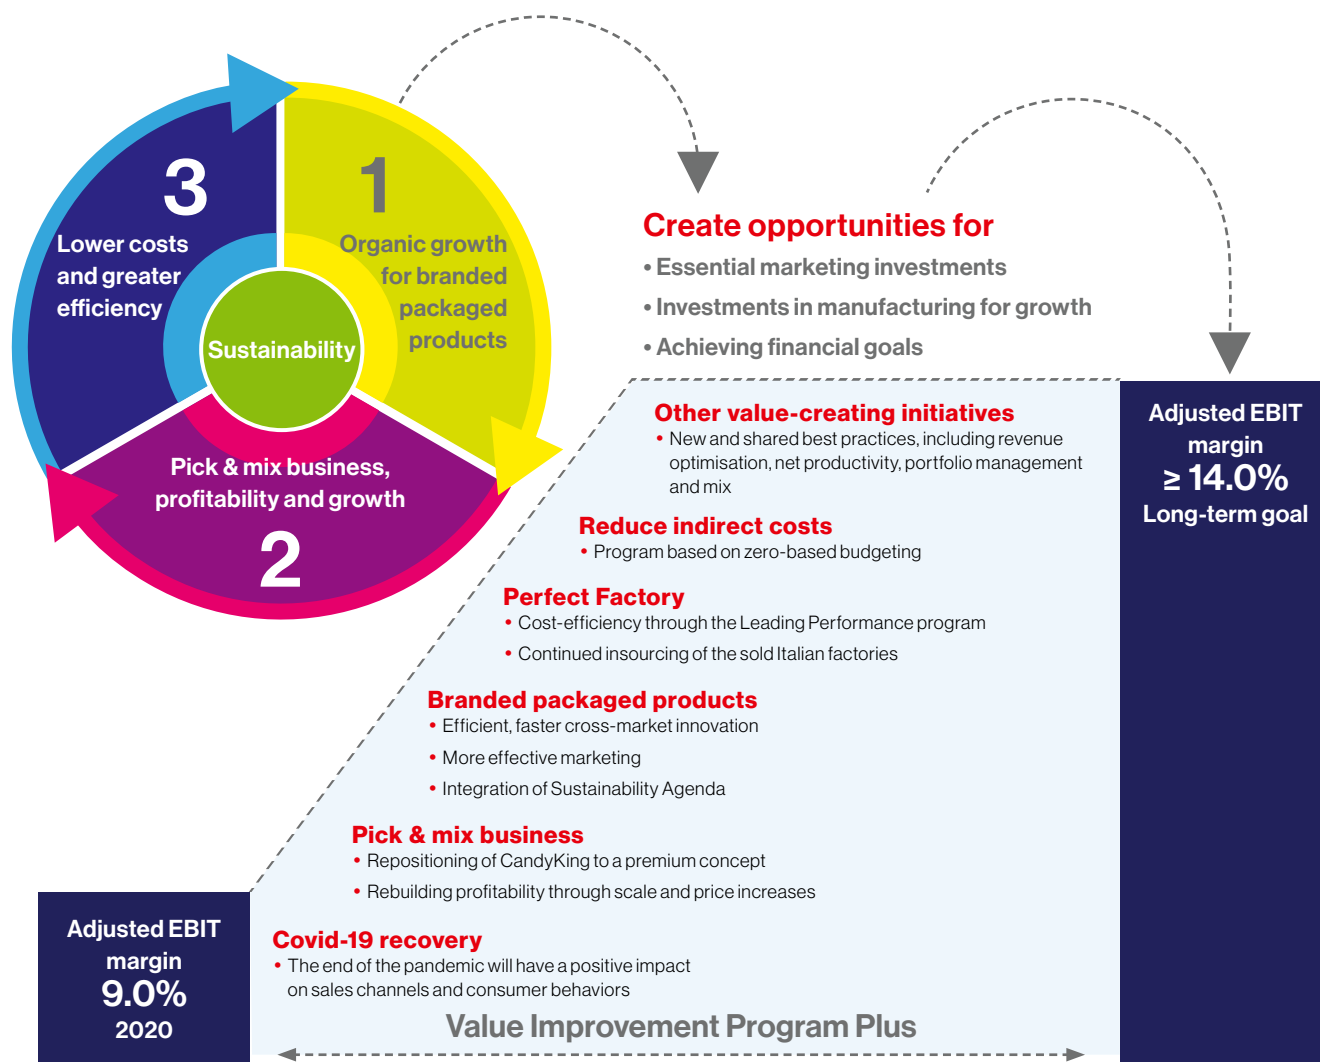 3
Lower costs
and greater
efficiency
1
Organic growth
for branded
packaged
products
Sustainability
Pick & mix business,
profitability and growth
2
Create opportunities for
• Essential marketing investments
• Investments in manufacturing for growth
• Achieving financial goals
Other value-creating initiatives
• New and shared best practices, including revenue
optimisation, net productivity, portfolio management
and mix
Reduce indirect costs
• Program based on zero-based budgeting
Perfect Factory
• Cost-efficiency through the Leading Performance program
• Continued insourcing of the sold Italian factories
Branded packaged products
• Efficient, faster cross-market innovation
• More effective marketing
• Integration of Sustainability Agenda
Pick & mix business
• Repositioning of CandyKing to a premium concept
• Rebuilding profitability through scale and price increases
Covid-19 recovery
• The end of the pandemic will have a positive impact
on sales channels and consumer behaviors
Value Improvement Program Plus
Adjusted EBIT
margin
9.0%
2020
Adjusted EBIT
margin
≥ 14.0%
Long-term goal